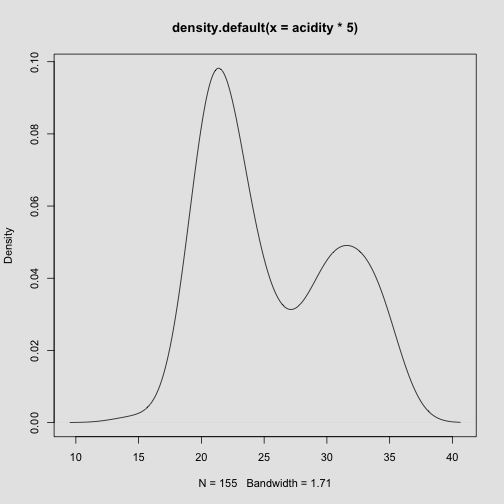 density.default(x = acidity * 5)
Density
0.10
0.08
0.06
0.04
0.02
0.00
10 15 20 25 30 35 40
N = 155 Bandwidth = 1.71